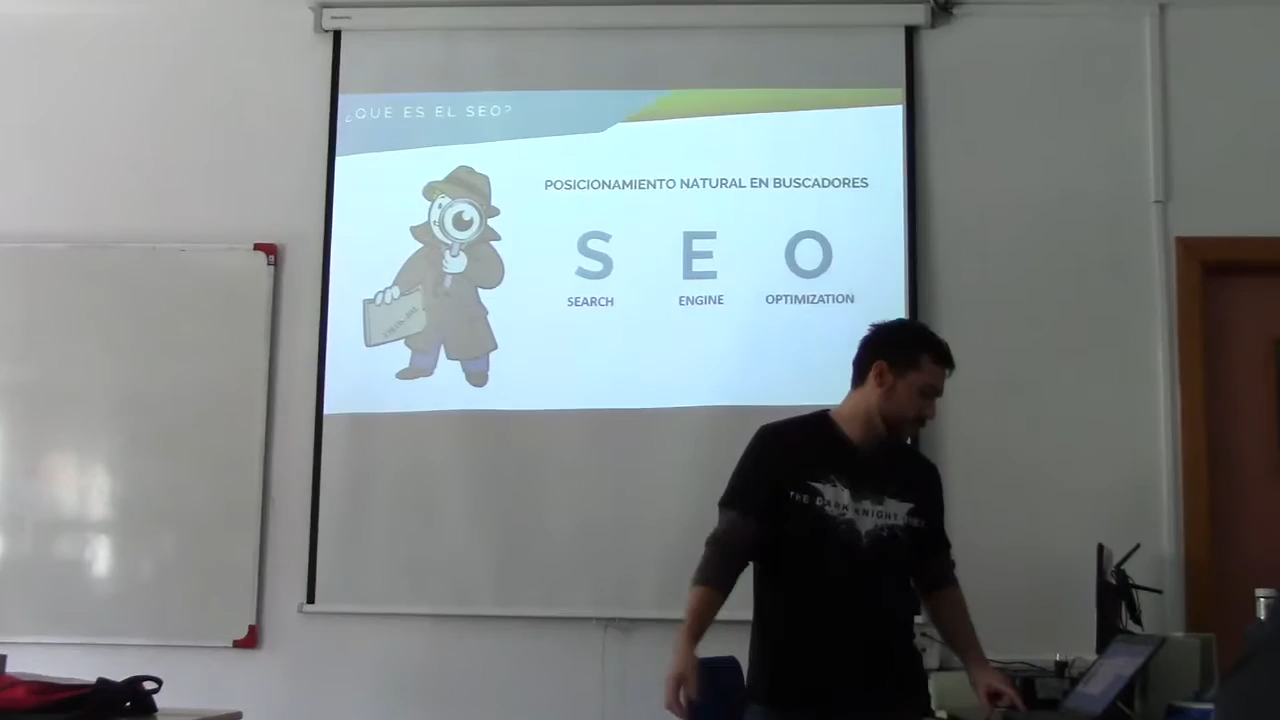 ¿QUE ES EL SEO?
POSICIONAMIENTO NATURAL EN BUSCADORES
S E O
SEARCH ENGINE OPTIMIZATION
THE DARK KNIGHT